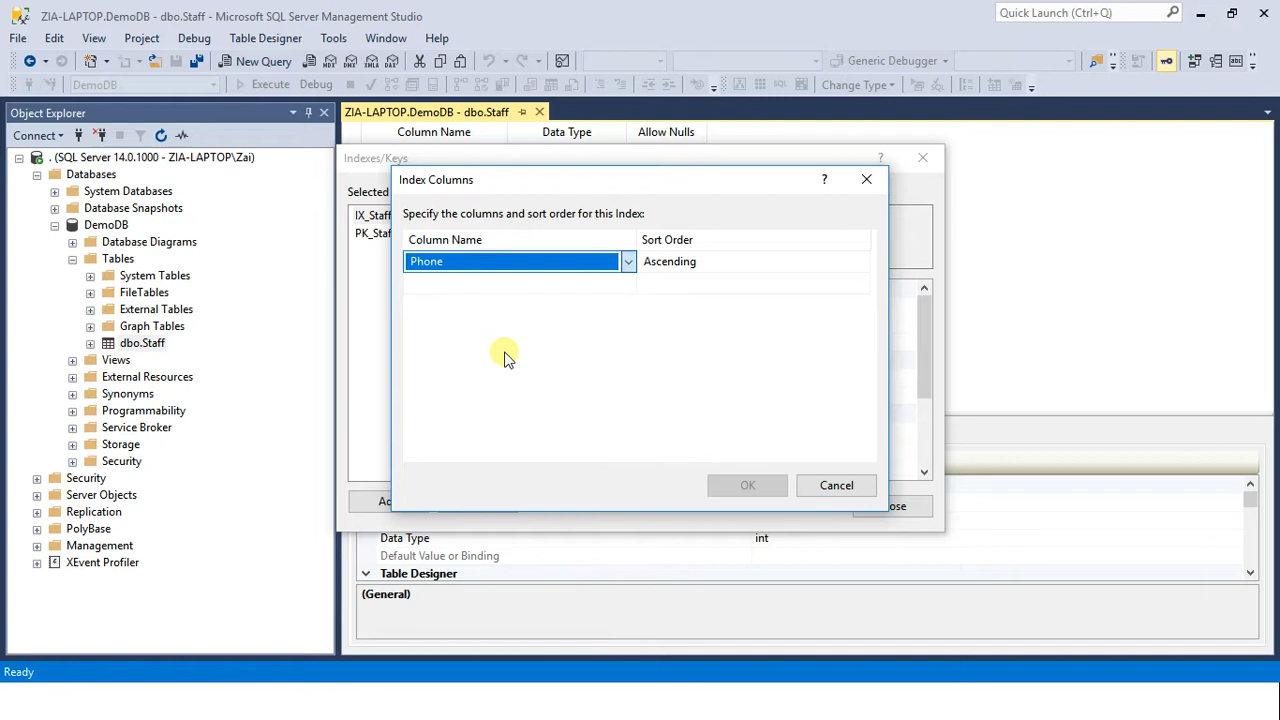 ZIA-LAPTOP.DemoDB - dbo.Staff - Microsoft SQL Server Management Studio
Quick Launch (Ctrl+Q)
File Edit View Project Debug Table Designer Tools Window Help
New Query
Generic Debugger
DemoDB
Execute Debug
Change Type
Object Explorer
ZIA-LAPTOP.DemoDB - dbo.Staff
Connect
Column Name Data Type Allow Nulls
. (SQL Server 14.0.1000 - ZIA-LAPTOP\Zai)
Databases
System Databases
Database Snapshots
DemoDB
Database Diagrams
Tables
System Tables
FileTables
External Tables
Graph Tables
dbo.Staff
Views
External Resources
Synonyms
Programmability
Service Broker
Storage
Security
Security
Server Objects
Replication
PolyBase
Management
XEvent Profiler
Indexes/Keys
Selected
IX_Staff
PK_Staf
Index Columns
Specify the columns and sort order for this Index:
Column Name Sort Order
Phone Ascending
OK Cancel
Data Type int
Default Value or Binding
Table Designer
(General)
Ready